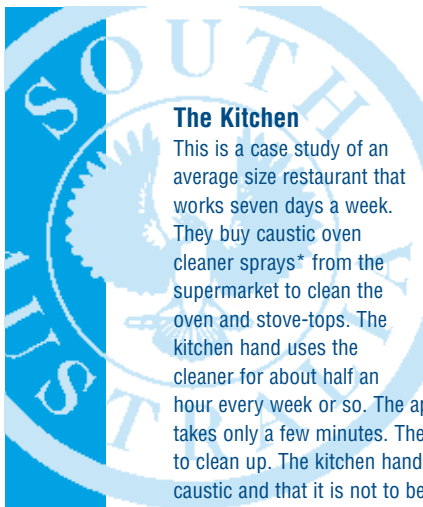 SOUTH
AUSTRALIA
The Kitchen
This is a case study of an
average size restaurant that
works seven days a week.
They buy caustic oven
cleaner sprays* from the
supermarket to clean the
oven and stove-tops. The
kitchen hand uses the
cleaner for about half an
hour every week or so. The
takes only a few minutes.
to clean up. The kitchen hand
caustic and that it is not to be